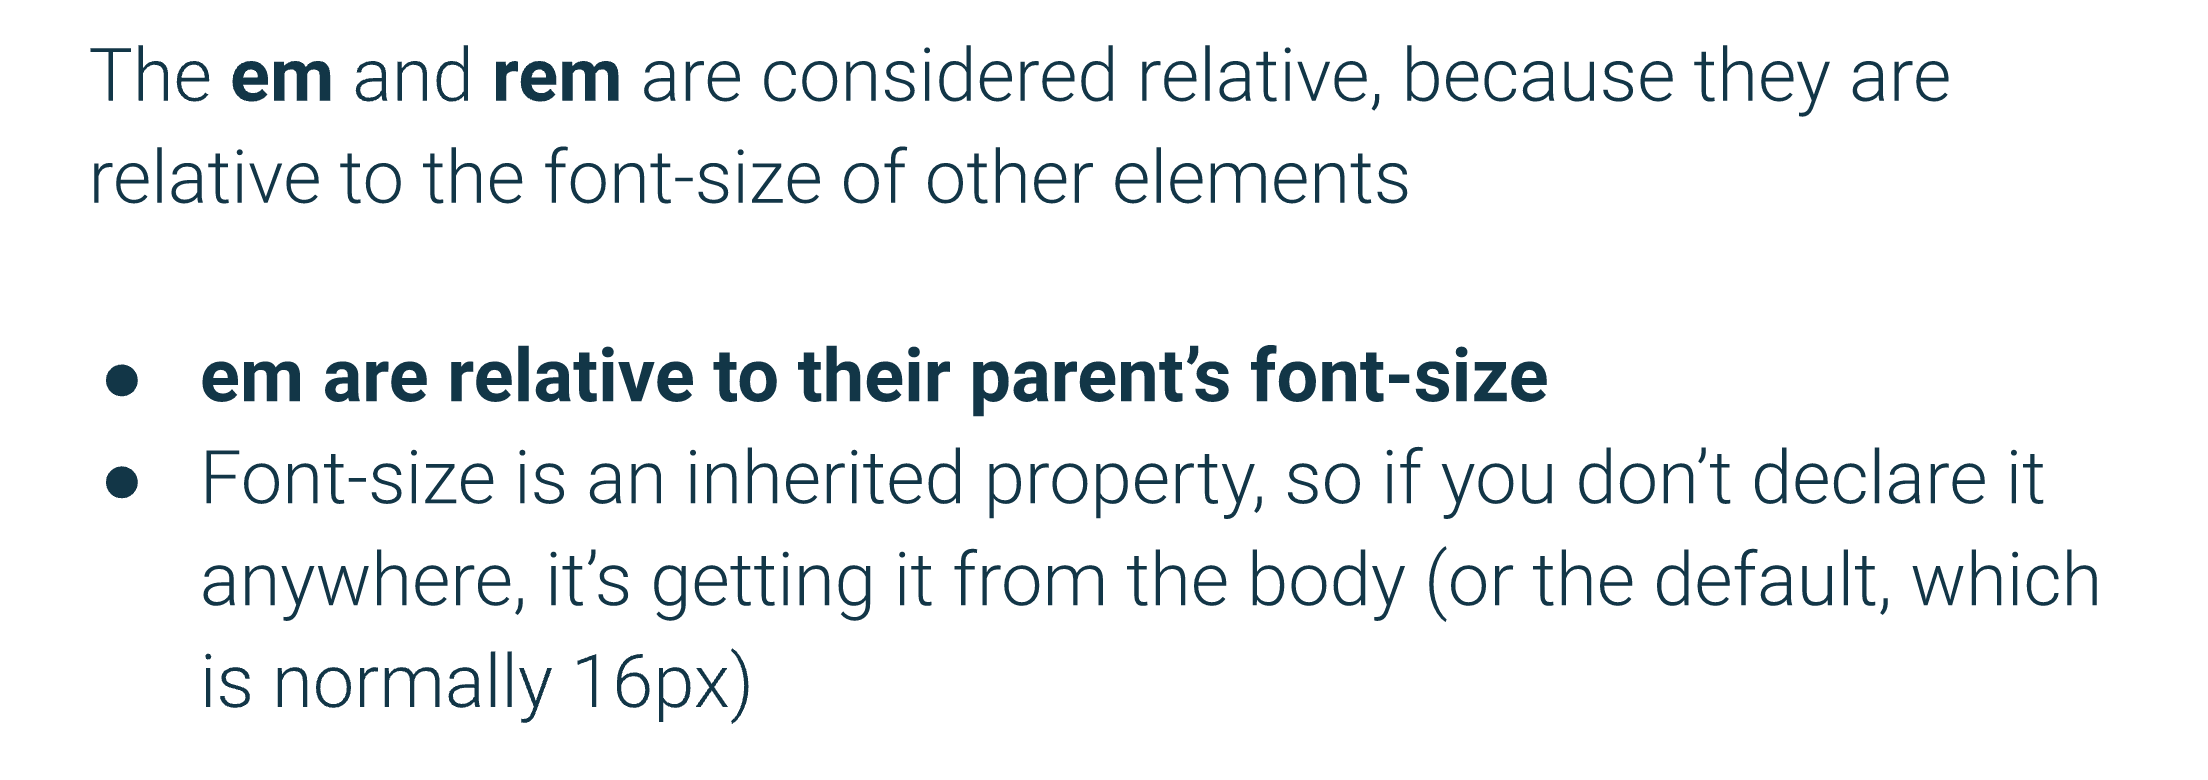 The em and rem are considered relative, because they are
relative to the font-size of other elements
● em are relative to their parent’s font-size
● Font-size is an inherited property, so if you don’t declare it
anywhere, it’s getting it from the body (or the default, which
is normally 16px)